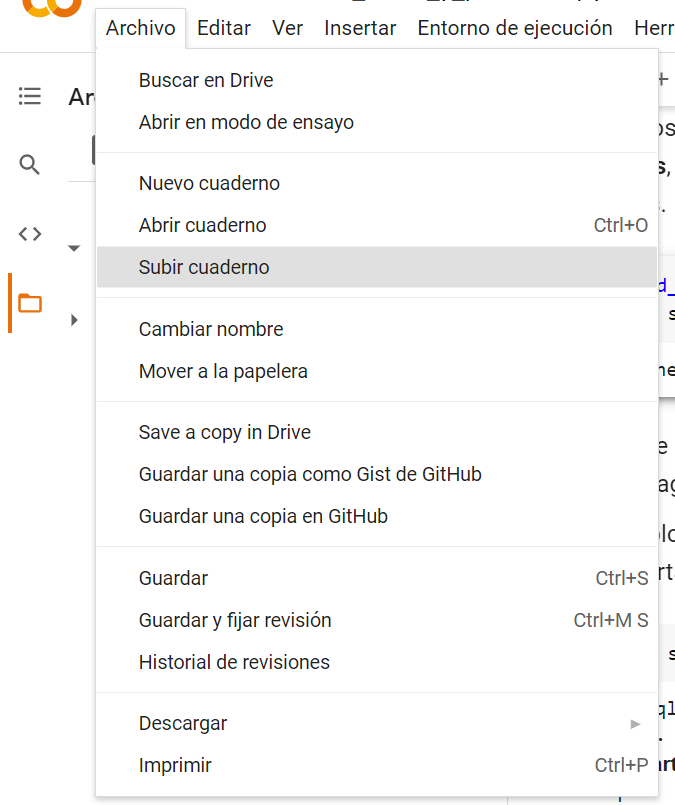 Archivo Editar Ver Insertar Entorno de ejecución
Buscar en Drive
Abrir en modo de ensayo
Nuevo cuaderno
Abrir cuaderno Ctrl+O
Subir cuaderno
Cambiar nombre
Mover a la papelera
Save a copy in Drive
Guardar una copia como Gist de GitHub
Guardar una copia en GitHub
Guardar Ctrl+S
Guardar y fijar revisión Ctrl+M S
Historial de revisiones
Descargar
Imprimir Ctrl+P